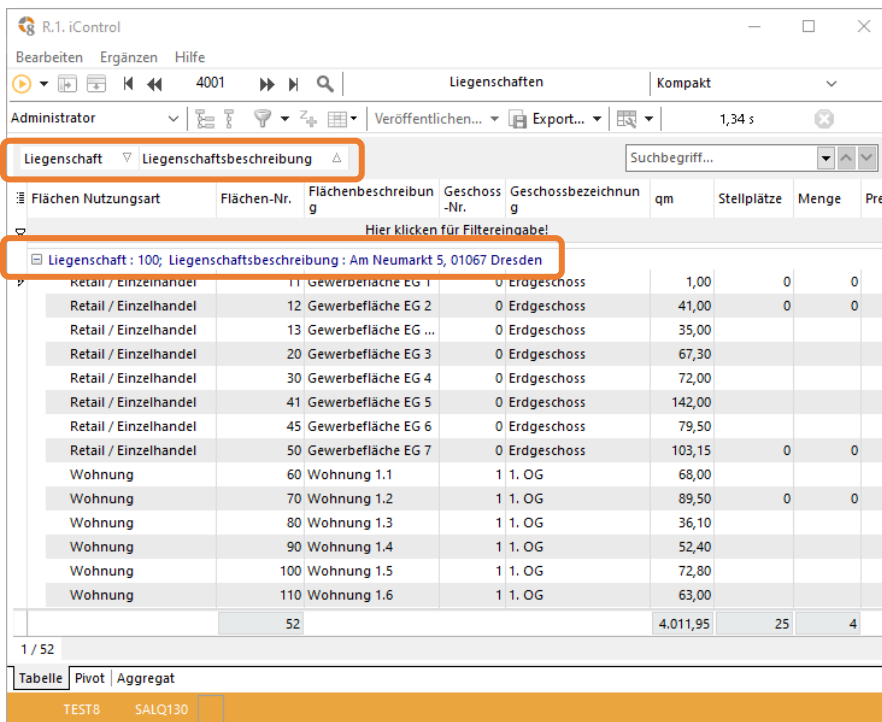 R.1. iControl
Bearbeiten Ergänzen Hilfe
4001 Liegenschaften Kompakt
Administrator Veröffentlichen... Export... 1,34 s
Liegenschaft Liegenschaftsbeschreibung Suchbegriff...
Flächen Nutzungsart Flächen-Nr. Flächenbeschreibun Geschoss Geschossbezeichnun qm Stellplätze Menge Pre
g -Nr. g
Hier klicken für Filtereingabe!
Liegenschaft : 100; Liegenschaftsbeschreibung : Am Neumarkt 5, 01067 Dresden
Retail / Einzelhandel 11 Gewerbefläche EG 1 0 Erdgeschoss 1,00 0 0
Retail / Einzelhandel 12 Gewerbefläche EG 2 0 Erdgeschoss 41,00 0 0
Retail / Einzelhandel 13 Gewerbefläche EG ... 0 Erdgeschoss 35,00
Retail / Einzelhandel 20 Gewerbefläche EG 3 0 Erdgeschoss 67,30
Retail / Einzelhandel 30 Gewerbefläche EG 4 0 Erdgeschoss 72,00
Retail / Einzelhandel 41 Gewerbefläche EG 5 0 Erdgeschoss 142,00
Retail / Einzelhandel 45 Gewerbefläche EG 6 0 Erdgeschoss 79,50
Retail / Einzelhandel 50 Gewerbefläche EG 7 0 Erdgeschoss 103,15 0 0
Wohnung 60 Wohnung 1.1 1 1. OG 68,00
Wohnung 70 Wohnung 1.2 1 1. OG 89,50 0 0
Wohnung 80 Wohnung 1.3 1 1. OG 36,10
Wohnung 90 Wohnung 1.4 1 1. OG 52,40
Wohnung 100 Wohnung 1.5 1 1. OG 72,80
Wohnung 110 Wohnung 1.6 1 1. OG 63,00
52 4.011,95 25 4
1 / 52
Tabelle Pivot Aggregat
TEST8 SALQ130